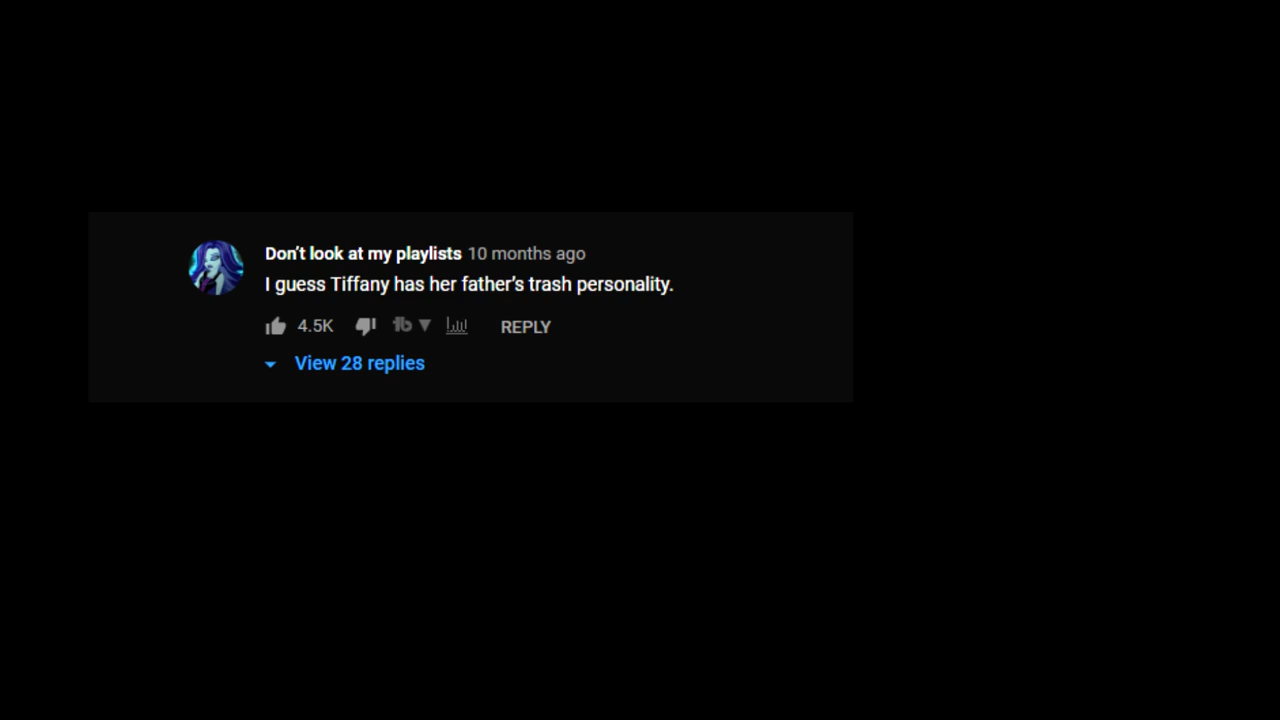 Don’t look at my playlists 10 months ago
I guess Tiffany has her father’s trash personality.
4.5K tb REPLY
View 28 replies